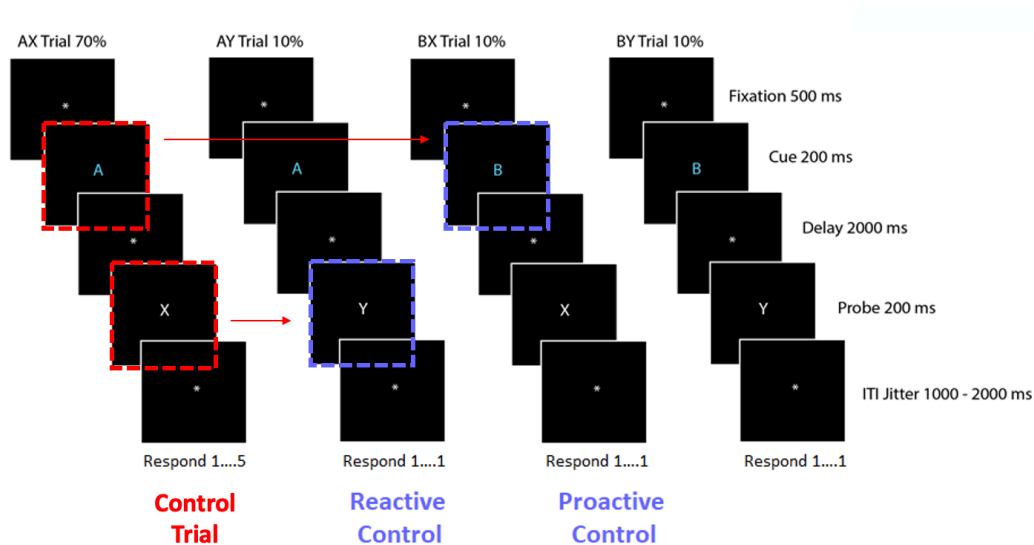 AX Trial 70%
AY Trial 10%
BX Trial 10%
BY Trial 10%
*
*
*
*
Fixation 500 ms
A
A
B
B
Cue 200 ms
*
*
*
*
Delay 2000 ms
X
Y
X
Y
Probe 200 ms
*
*
*
*
ITI Jitter 1000 - 2000 ms
Respond 1....5
Respond 1....1
Respond 1....1
Respond 1....1
Control
Trial
Reactive
Control
Proactive
Control